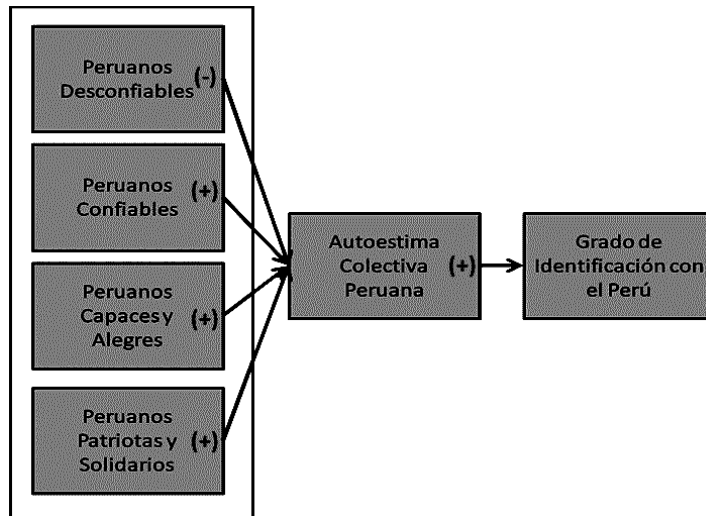 Peruanos (-)
Desconfiables
Peruanos (+)
Confiables
Peruanos
Capaces y (+)
Alegres
Peruanos
Patriotas y (+)
Solidarios
Autoestima
Colectiva (+)
Peruana
Grado de
Identificación con
el Perú